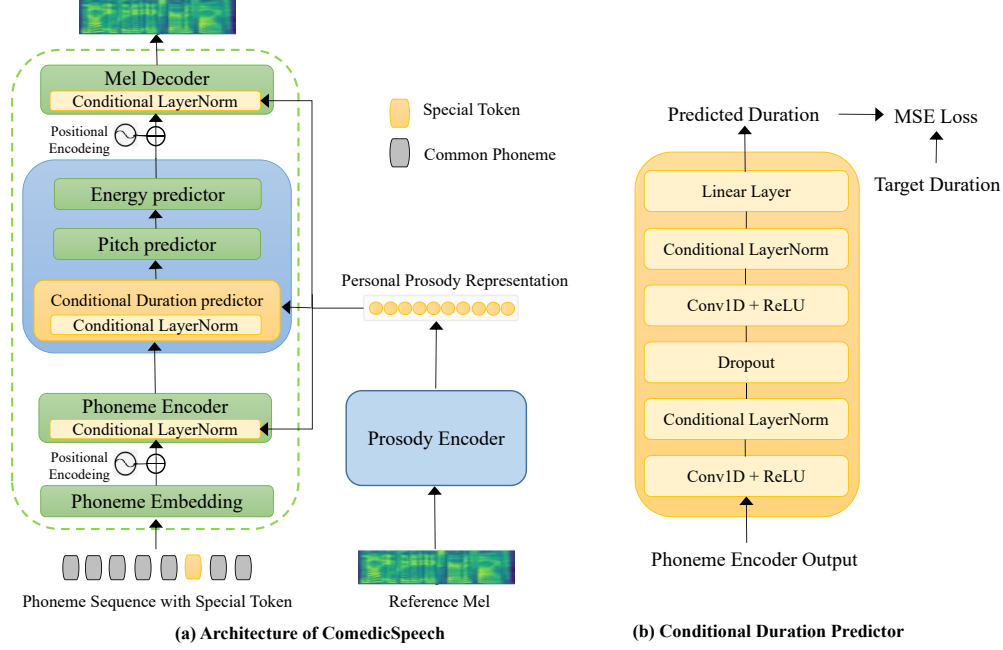 Mel Decoder
Conditional LayerNorm
Positional
Encodeing
Energy predictor
Pitch predictor
Conditional Duration predictor
Conditional LayerNorm
Phoneme Encoder
Conditional LayerNorm
Positional
Encodeing
Phoneme Embedding
Phoneme Sequence with Special Token
Special Token
Common Phoneme
Personal Prosody Representation
Prosody Encoder
Reference Mel
(a) Architecture of ComedicSpeech
Predicted Duration
MSE Loss
Target Duration
Linear Layer
Conditional LayerNorm
Conv1D + ReLU
Dropout
Conditional LayerNorm
Conv1D + ReLU
Phoneme Encoder Output
(b) Conditional Duration Predictor